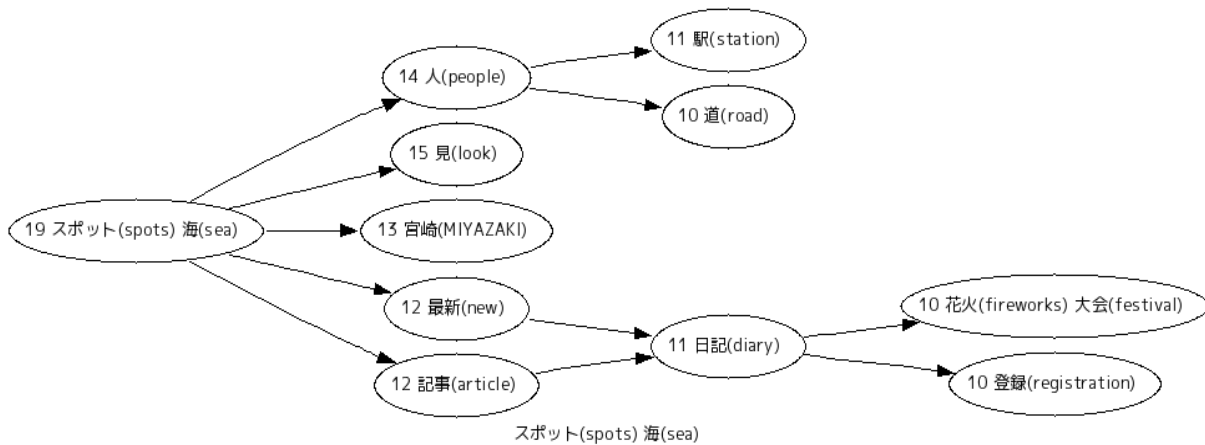 11 駅(station)
14 人(people)
10 道(road)
15 見(look)
19 スポット(spots) 海(sea)
13 宮崎(MIYAZAKI)
12 最新(new)
10 花火(fireworks) 大会(festival)
11 日記(diary)
12 記事(article)
10 登録(registration)
スポット(spots) 海(sea)